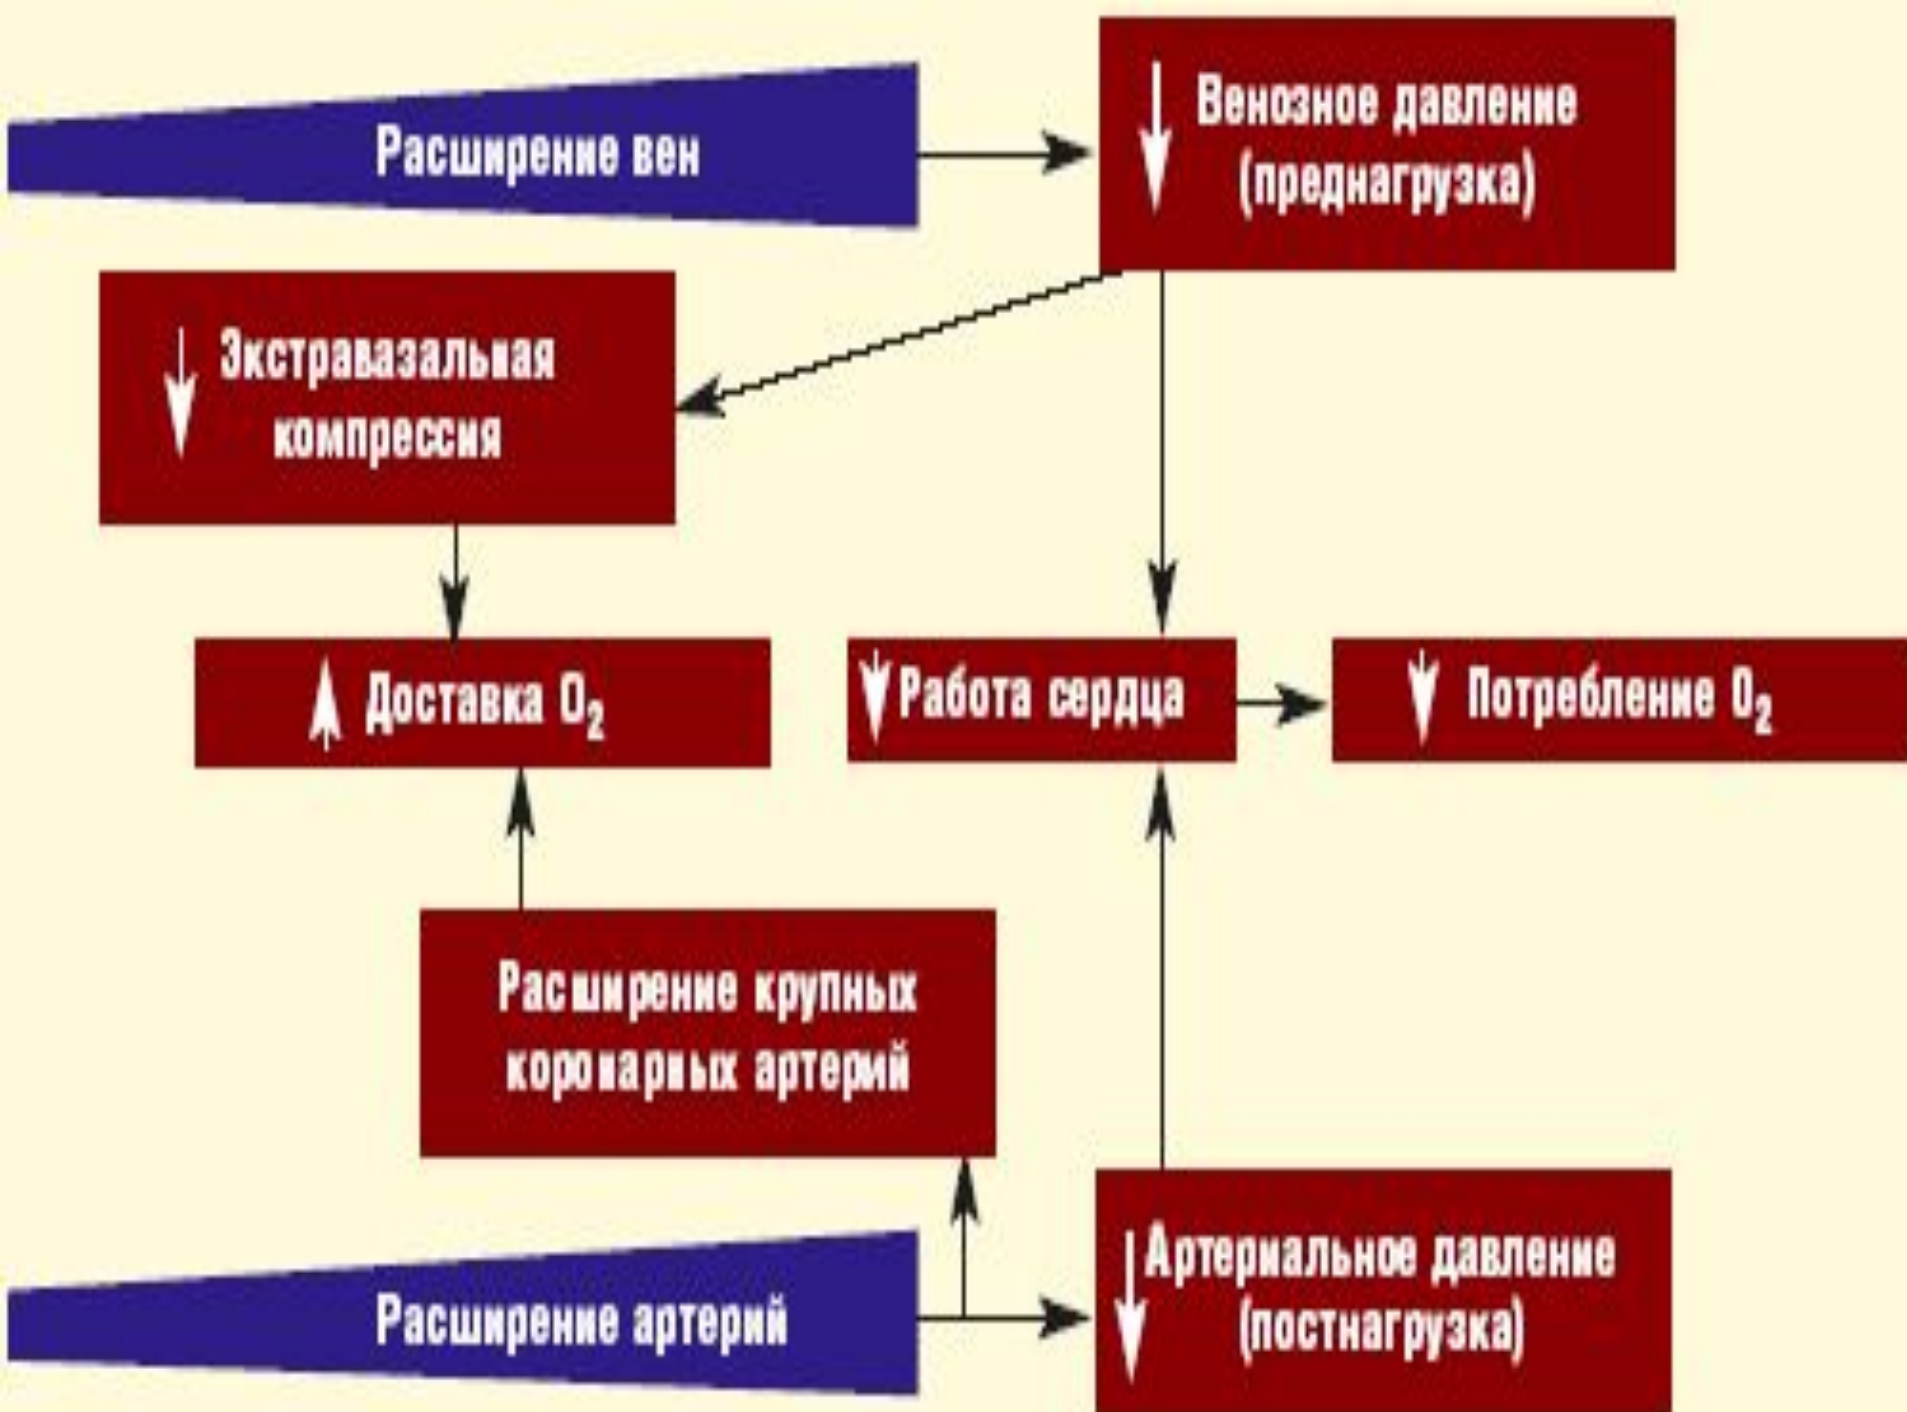 Расширение вен
Венозное давление
(преднагрузка)
Экстравазальная
компрессия
Доставка O₂
Работа сердца
Потребление O₂
Расширение крупных
коронарных артерий
Расширение артерий
Артериальное давление
(постнагрузка)